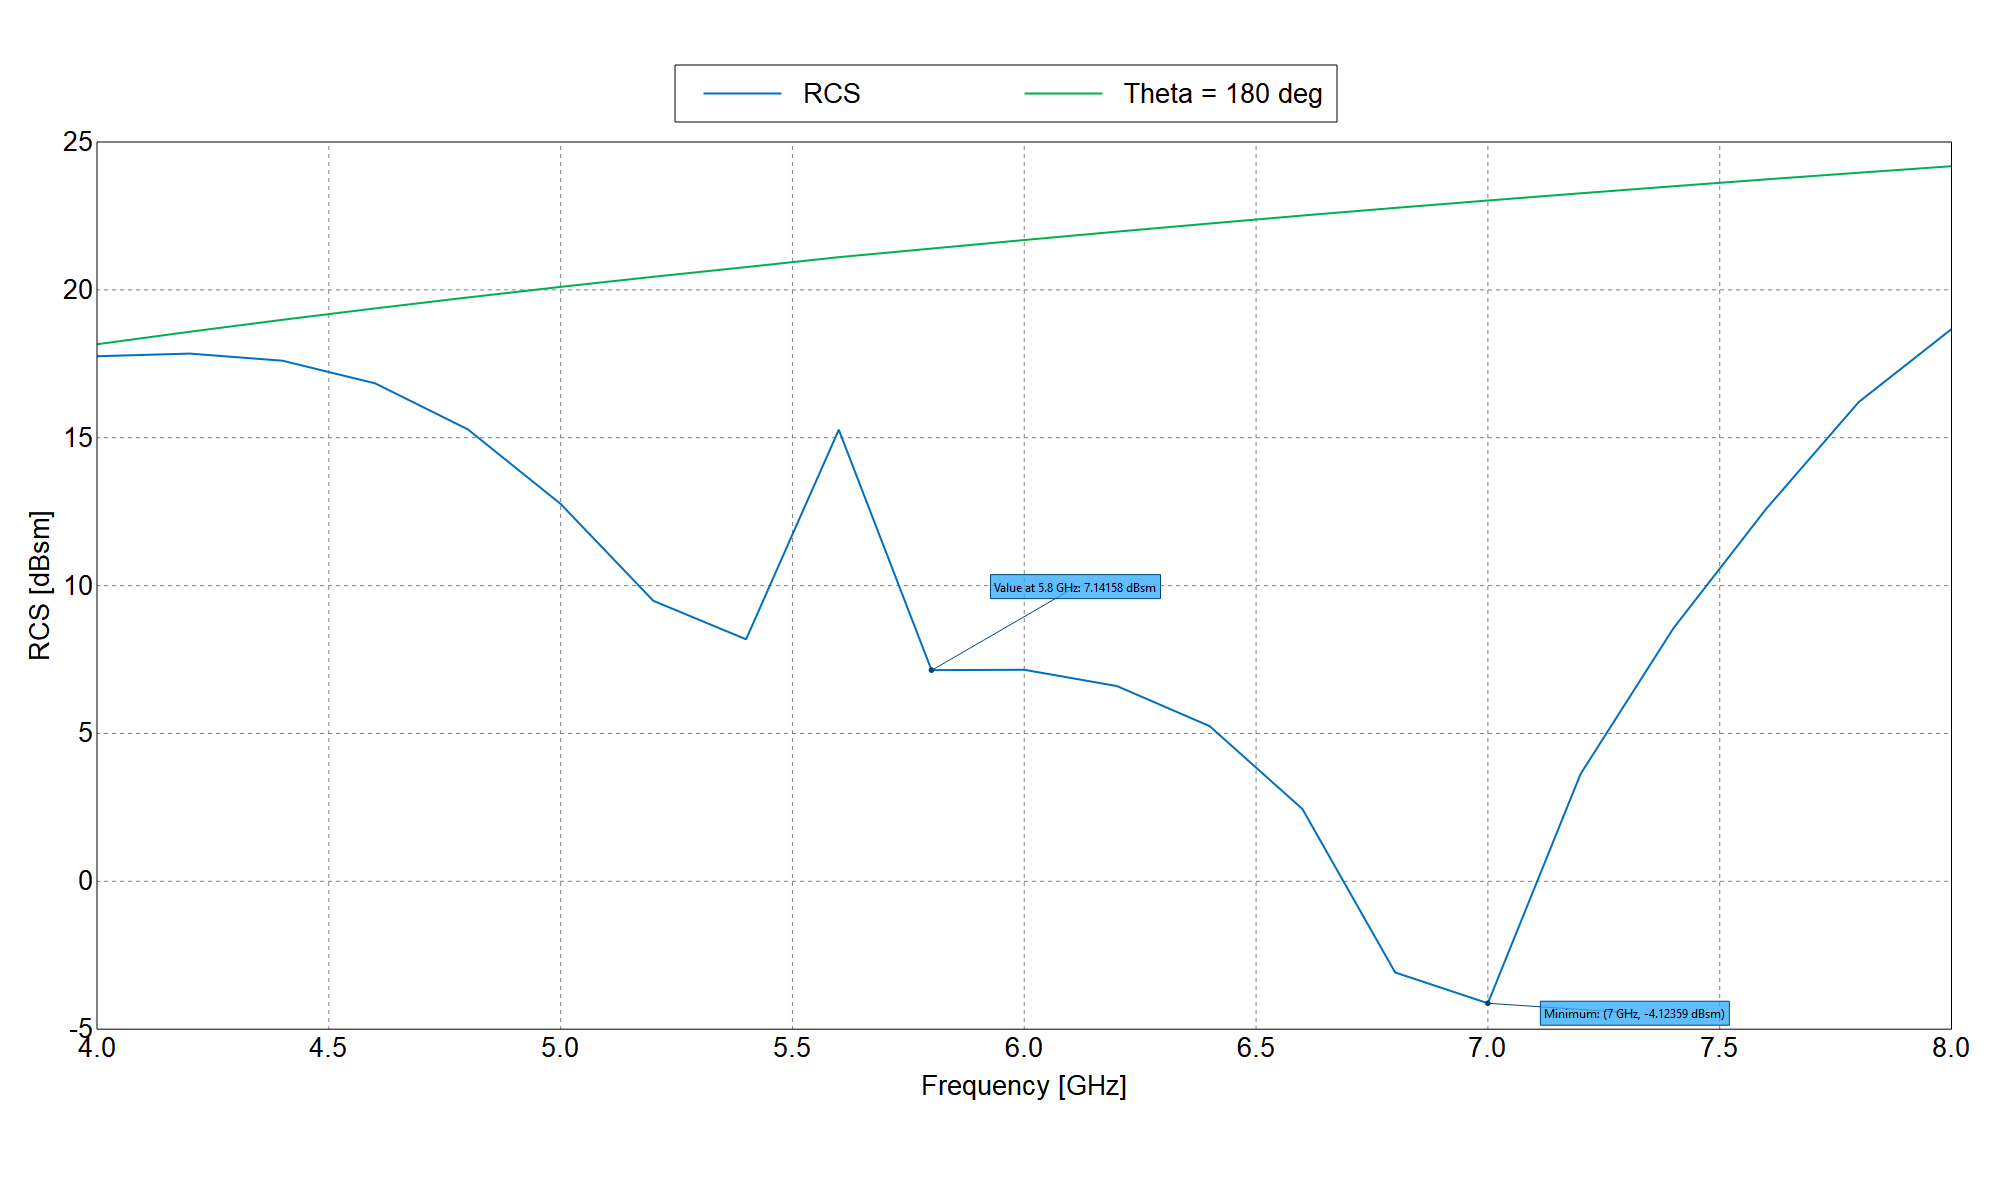 RCS
Theta = 180 deg
25
20
15
10
5
0
-5
RCS [dBsm]
Value at 5.8 GHz: 7.14158 dBsm
Minimum: (7 GHz, -4.12359 dBsm)
4.0 4.5 5.0 5.5 6.0 6.5 7.0 7.5 8.0
Frequency [GHz]